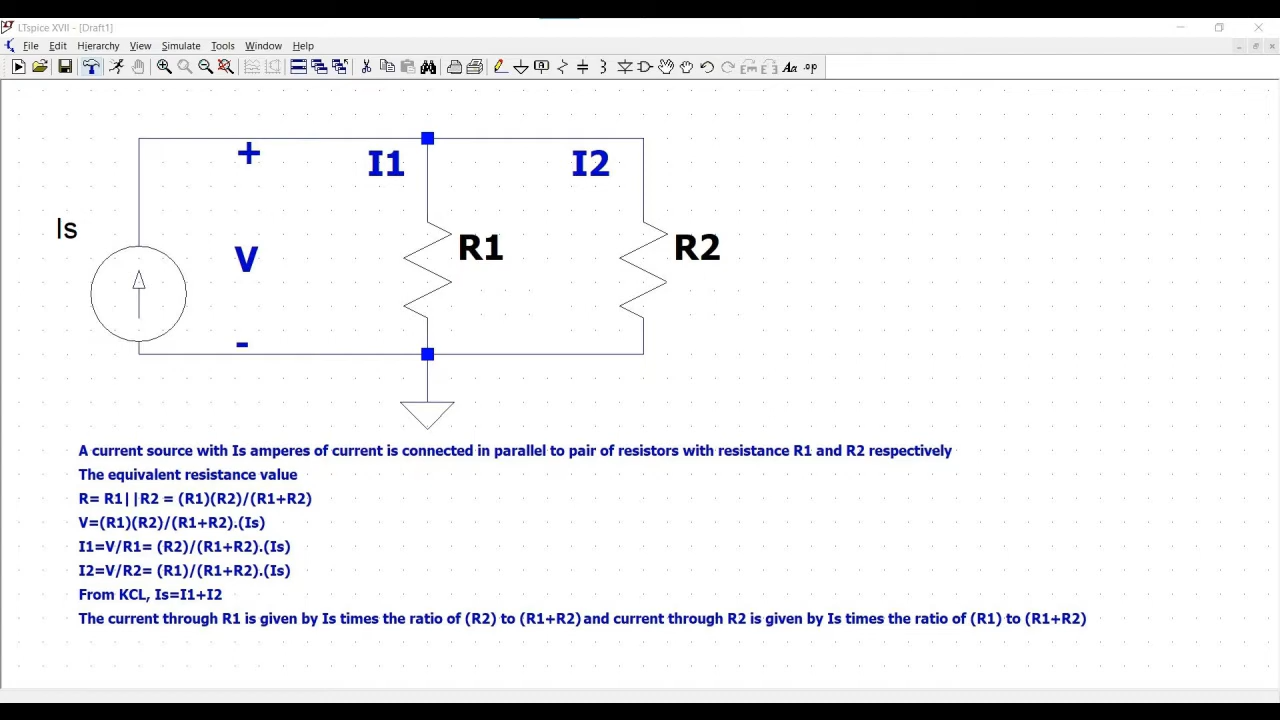 LTspice XVII - [Draft1]
File Edit Hierarchy View Simulate Tools Window Help
Aa .op
+ I1 I2
Is
R1 R2
V
-
A current source with Is amperes of current is connected in parallel to pair of resistors with resistance R1 and R2 respectively
The equivalent resistance value
R= R1||R2 = (R1)(R2)/(R1+R2)
V=(R1)(R2)/(R1+R2).(Is)
I1=V/R1= (R2)/(R1+R2).(Is)
I2=V/R2= (R1)/(R1+R2).(Is)
From KCL, Is=I1+I2
The current through R1 is given by Is times the ratio of (R2) to (R1+R2) and current through R2 is given by Is times the ratio of (R1) to (R1+R2)